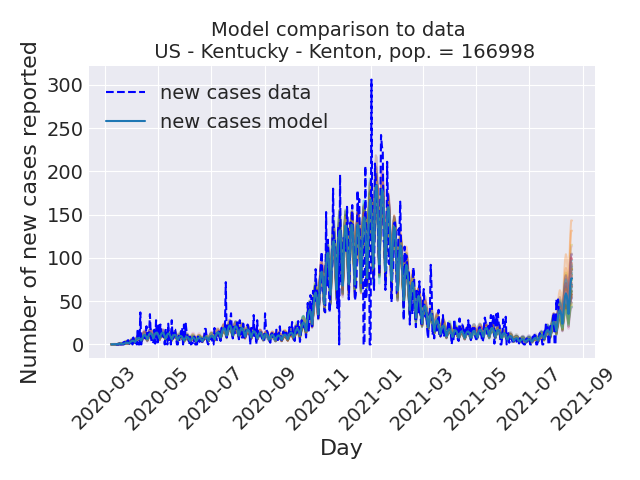 Model comparison to data
US - Kentucky - Kenton, pop. = 166998
Number of new cases reported
300
250
200
150
100
50
0
new cases data
new cases model
2020-03
2020-05
2020-07
2020-09
2020-11
2021-01
2021-03
2021-05
2021-07
2021-09
Day